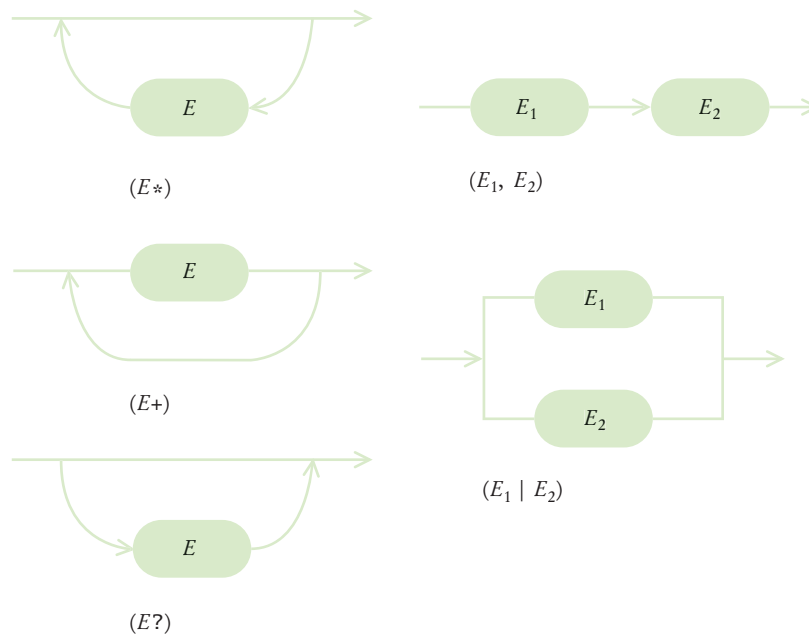 E
(E*)
E
(E+)
E
(E?)
E₁
E₂
(E₁, E₂)
E₁
E₂
(E₁ | E₂)